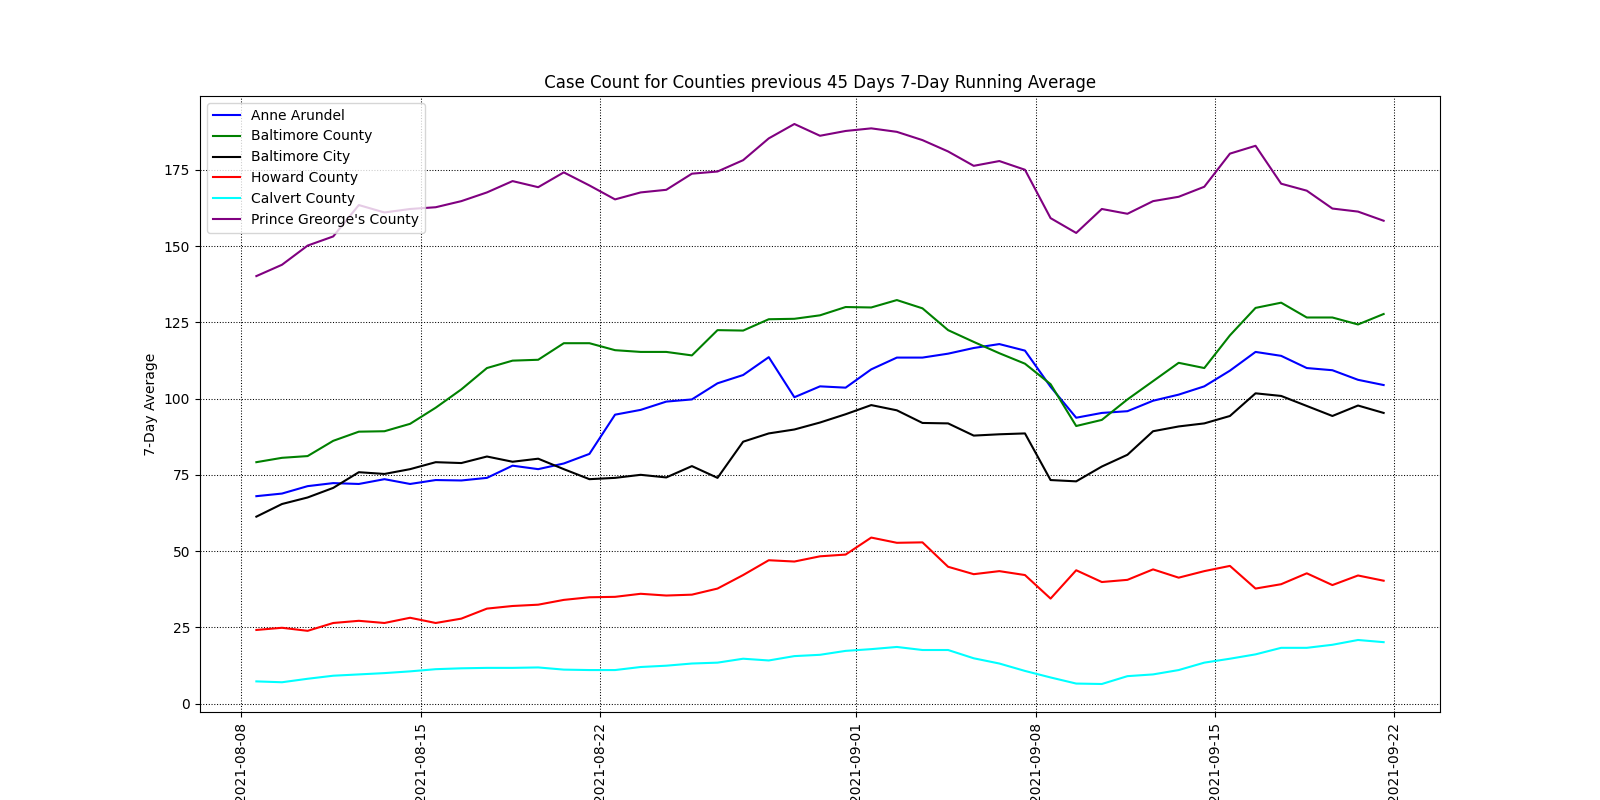 Case Count for Counties previous 45 Days 7-Day Running Average
Anne Arundel
Baltimore County
Baltimore City
Howard County
Calvert County
Prince Greorge's County
7-Day Average
175
150
125
100
75
50
25
0
2021-08-08
2021-08-15
2021-08-22
2021-09-01
2021-09-08
2021-09-15
2021-09-22